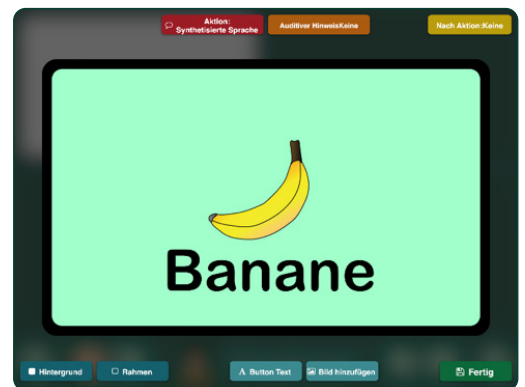 Aktion:
Synthetisierte Sprache
Auditiver HinweisKeine
Nach Aktion:Keine
Banane
Hintergrund
Rahmen
A Button Text
Bild hinzufügen
Fertig